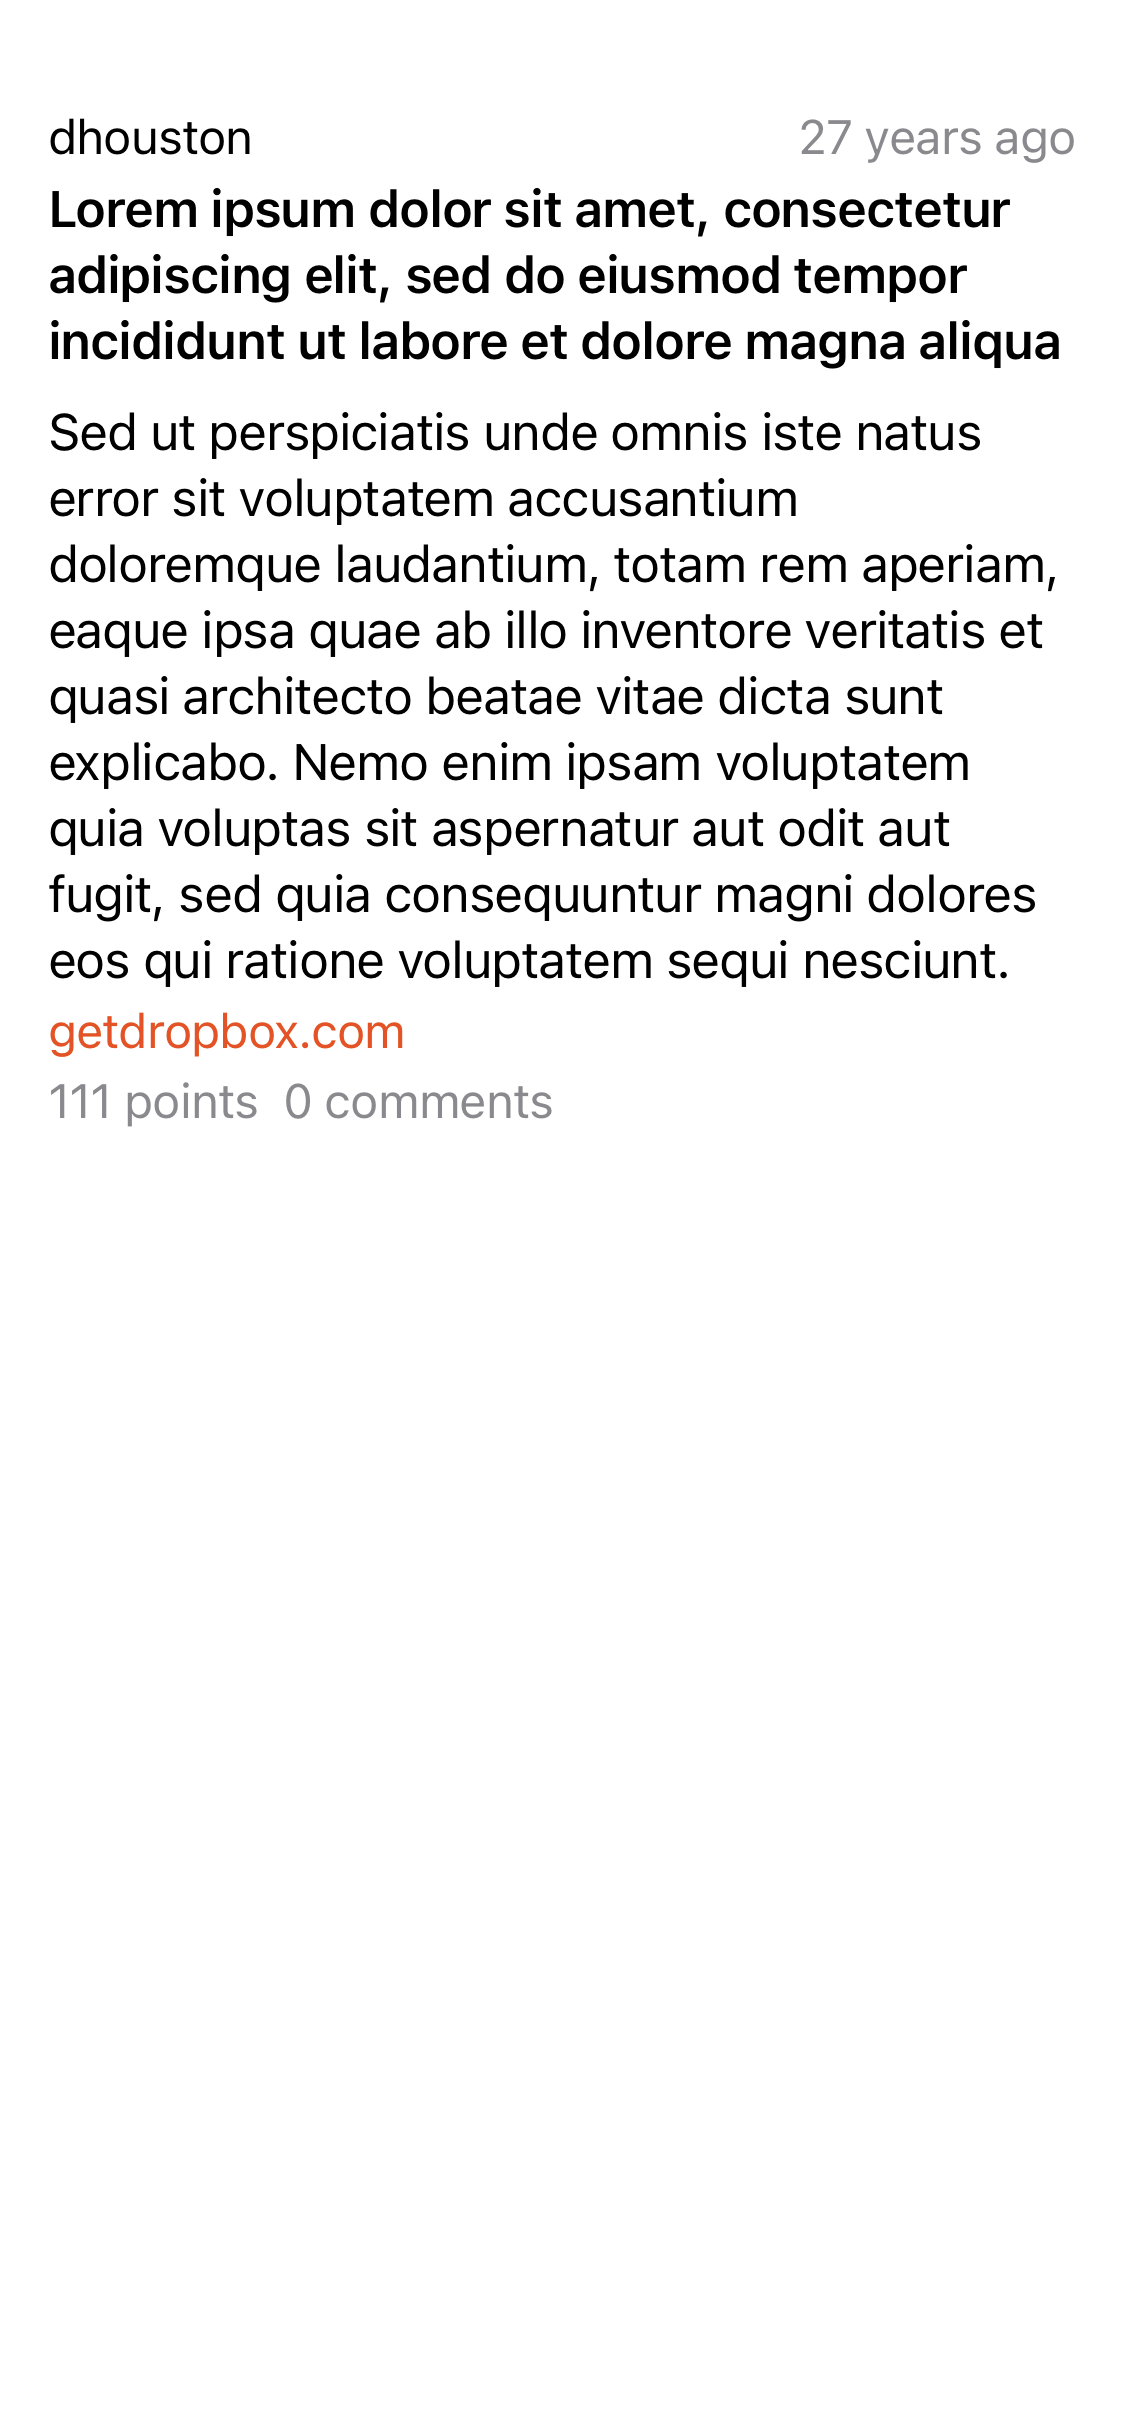 dhouston 27 years ago
Lorem ipsum dolor sit amet, consectetur
adipiscing elit, sed do eiusmod tempor
incididunt ut labore et dolore magna aliqua
Sed ut perspiciatis unde omnis iste natus
error sit voluptatem accusantium
doloremque laudantium, totam rem aperiam,
eaque ipsa quae ab illo inventore veritatis et
quasi architecto beatae vitae dicta sunt
explicabo. Nemo enim ipsam voluptatem
quia voluptas sit aspernatur aut odit aut
fugit, sed quia consequuntur magni dolores
eos qui ratione voluptatem sequi nesciunt.
getdropbox.com
111 points 0 comments